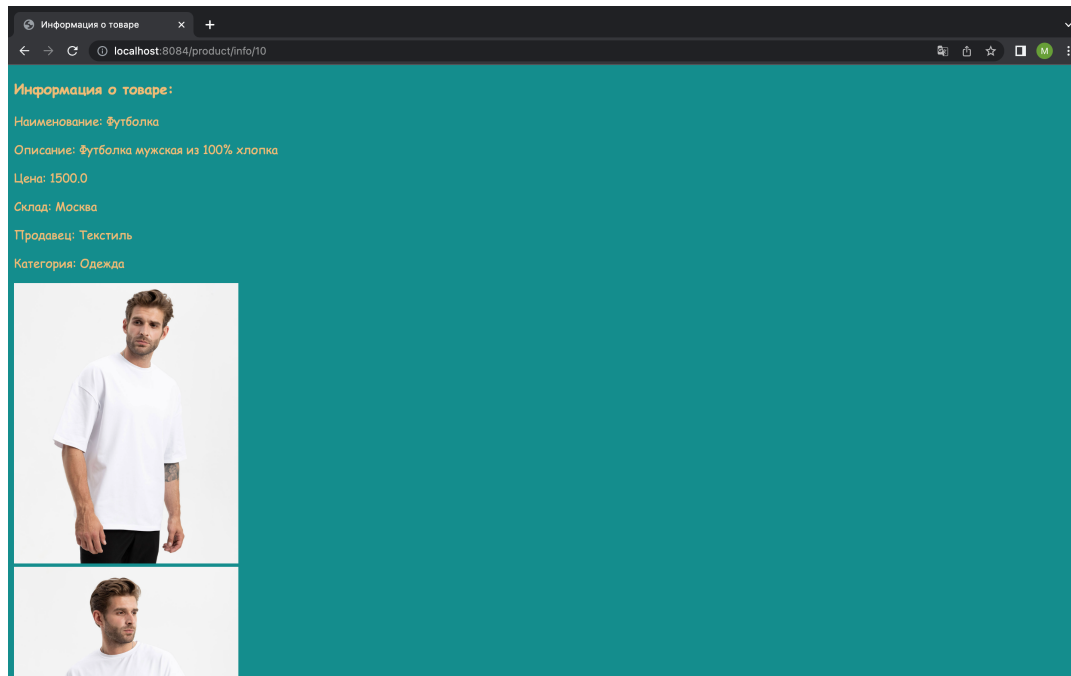 Информация о товаре
localhost:8084/product/info/10
M
Информация о товаре:
Наименование: Футболка
Описание: Футболка мужская из 100% хлопка
Цена: 1500.0
Склад: Москва
Продавец: Текстиль
Категория: Одежда